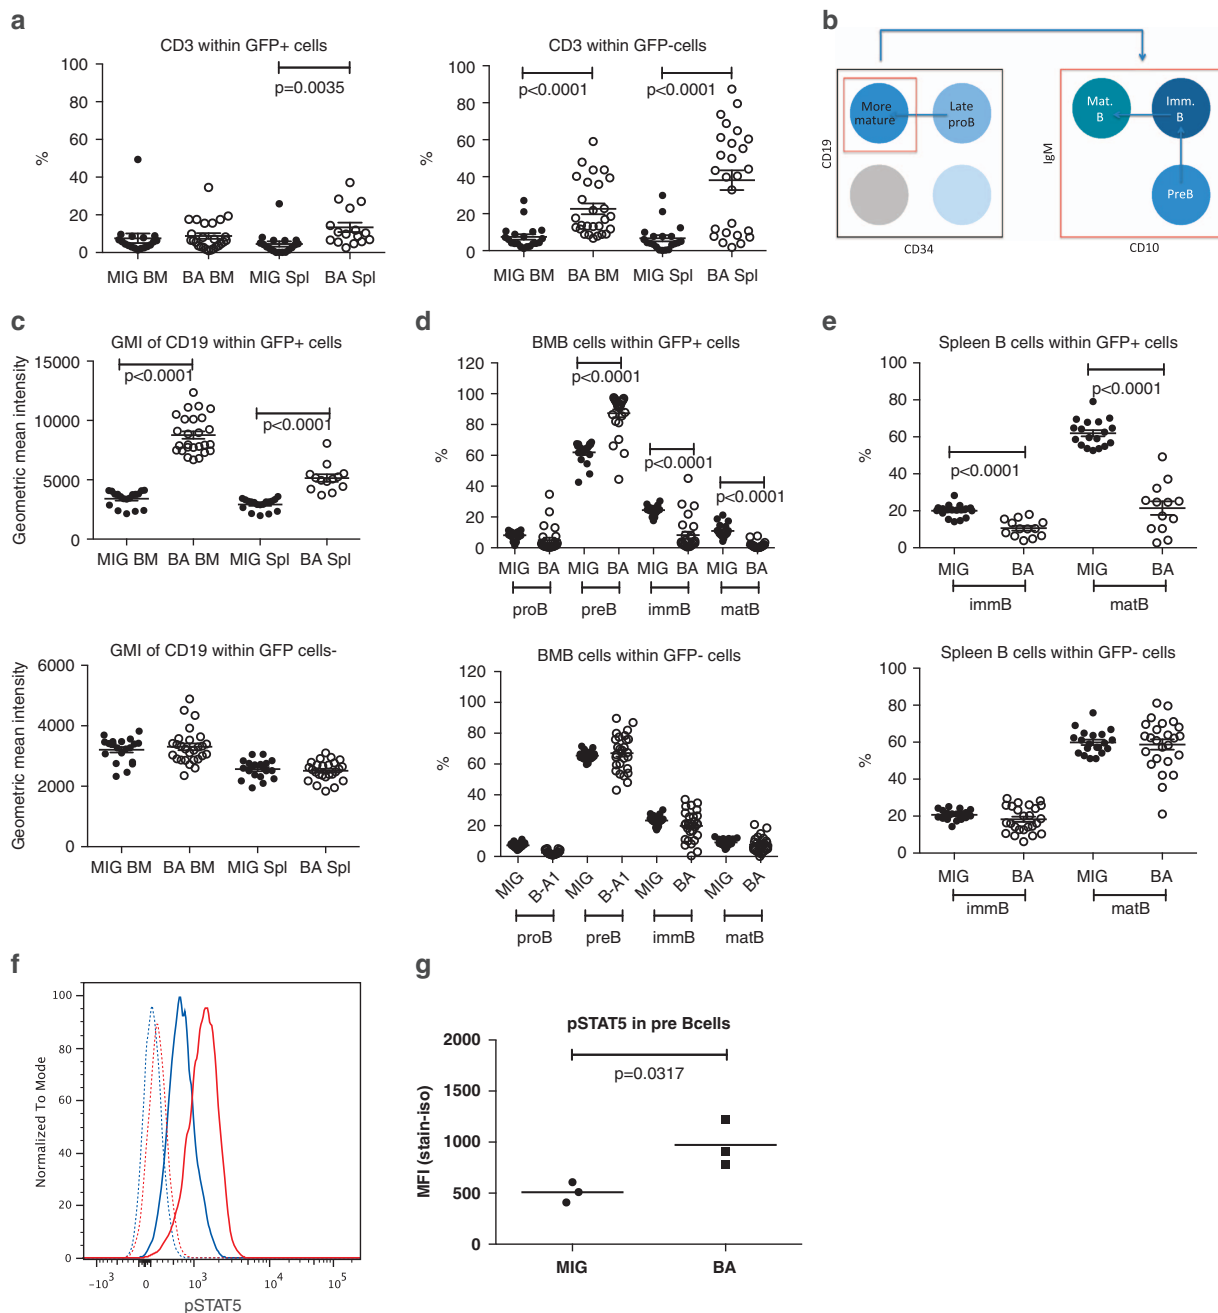 a
CD3 within GFP+ cells
100
80
60
40
20
0
%
p=0.0035
MIG BM
BA BM
MIG Spl
BA Spl
CD3 within GFP-cells
100
80
60
40
20
0
%
p<0.0001
p<0.0001
MIG BM
BA BM
MIG Spl
BA Spl
b
CD19
More
mature
Late
proB
CD34
IgM
Mat.
B
Imm.
B
PreB
CD10
c
GMI of CD19 within GFP+ cells
Geometric mean intensity
15000
10000
5000
0
p<0.0001
p<0.0001
MIG BM
BA BM
MIG Spl
BA Spl
GMI of CD19 within GFP cells-
Geometric mean intensity
6000
4000
2000
0
MIG BM
BA BM
MIG Spl
BA Spl
d
BMB cells within GFP+ cells
%
120
100
80
60
40
20
0
p<0.0001
p<0.0001
p<0.0001
MIG BA MIG BA MIG BA MIG BA
proB preB immB matB
BMB cells within GFP- cells
%
120
100
80
60
40
20
0
MIG B-A1 MIG B-A1 MIG BA MIG BA
proB preB immB matB
e
Spleen B cells within GFP+ cells
%
100
80
60
40
20
0
p<0.0001
p<0.0001
MIG BA MIG BA
immB matB
Spleen B cells within GFP- cells
%
100
80
60
40
20
0
MIG BA MIG BA
immB matB
f
Normalized To Mode
100
80
60
40
20
0
-10³ 0 10³ 10⁴ 10⁵
pSTAT5
g
pSTAT5 in pre Bcells
MFI (stain-iso)
2000
1500
1000
500
0
p=0.0317
MIG BA